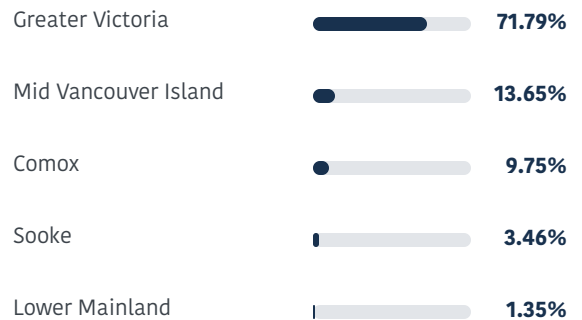 Greater Victoria 71.79%
Mid Vancouver Island 13.65%
Comox 9.75%
Sooke 3.46%
Lower Mainland 1.35%